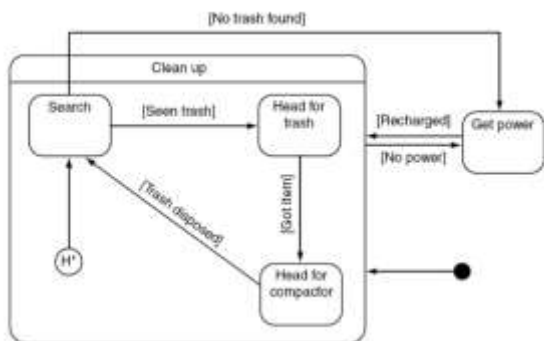 [No trash found]
Clean up
Search
[Seen trash]
Head for
trash
[Recharged]
Get power
[No power]
[Trash disposed]
[Got item]
H*
Head for
compactor